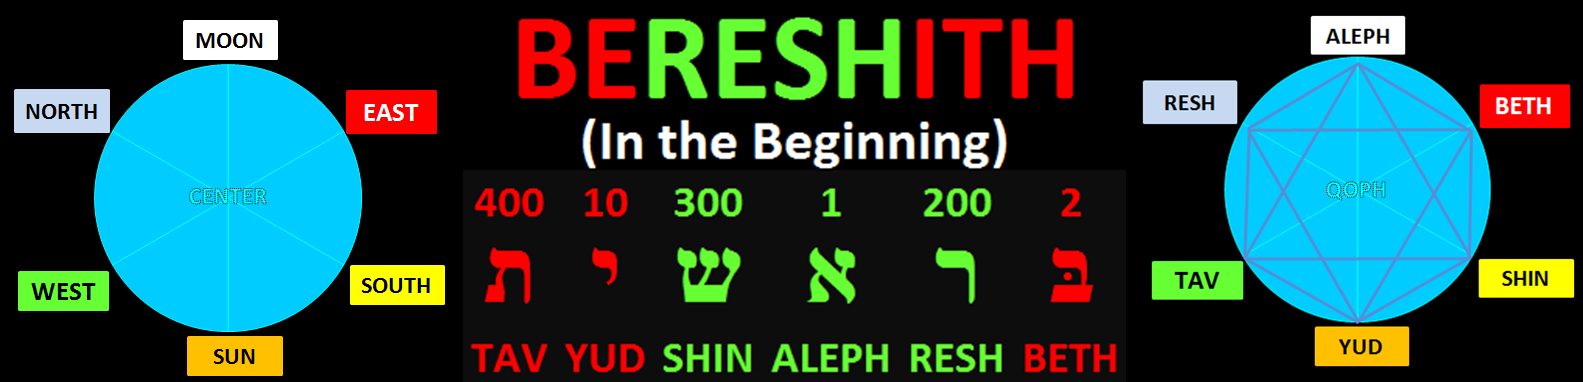 MOON
NORTH
EAST
CENTER
WEST
SOUTH
SUN
BERESHITH
(In the Beginning)
400 10 300 1 200 2
ת י ש א ר בּ
TAV YUD SHIN ALEPH RESH BETH
ALEPH
RESH
BETH
QOPH
TAV
SHIN
YUD